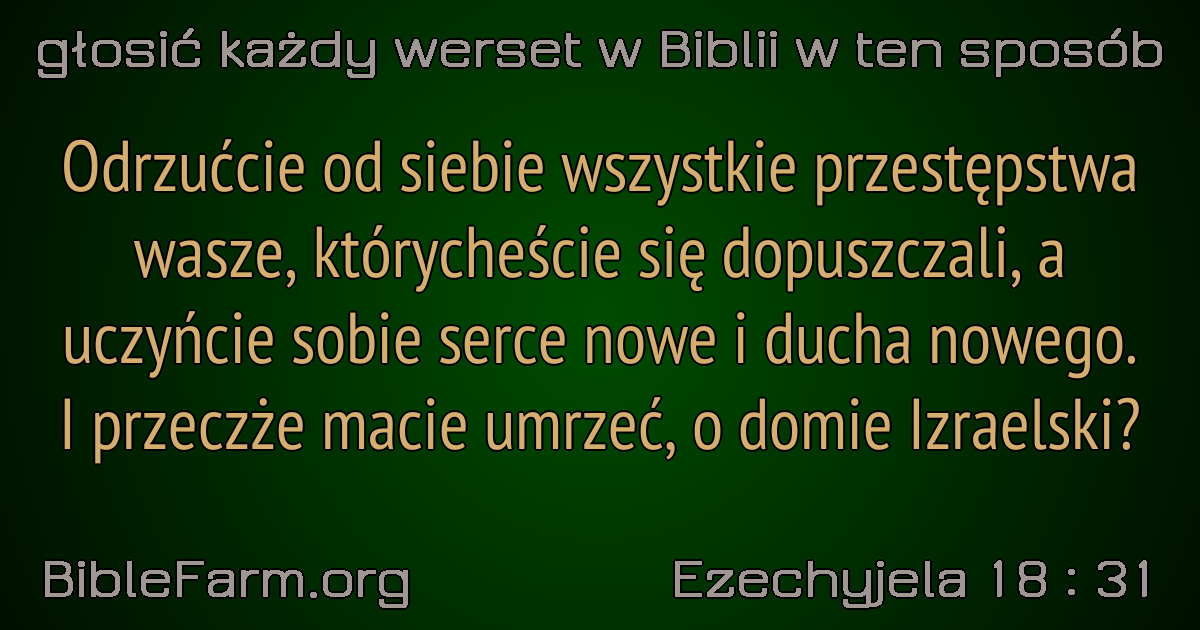 głosić każdy werset w Biblii w ten sposób
Odrzućcie od siebie wszystkie przestępstwa
wasze, którycheście się dopuszczali, a
uczyńcie sobie serce nowe i ducha nowego.
I przeczże macie umrzeć, o domie Izraelski?
BibleFarm.org Ezechyjela 18 : 31